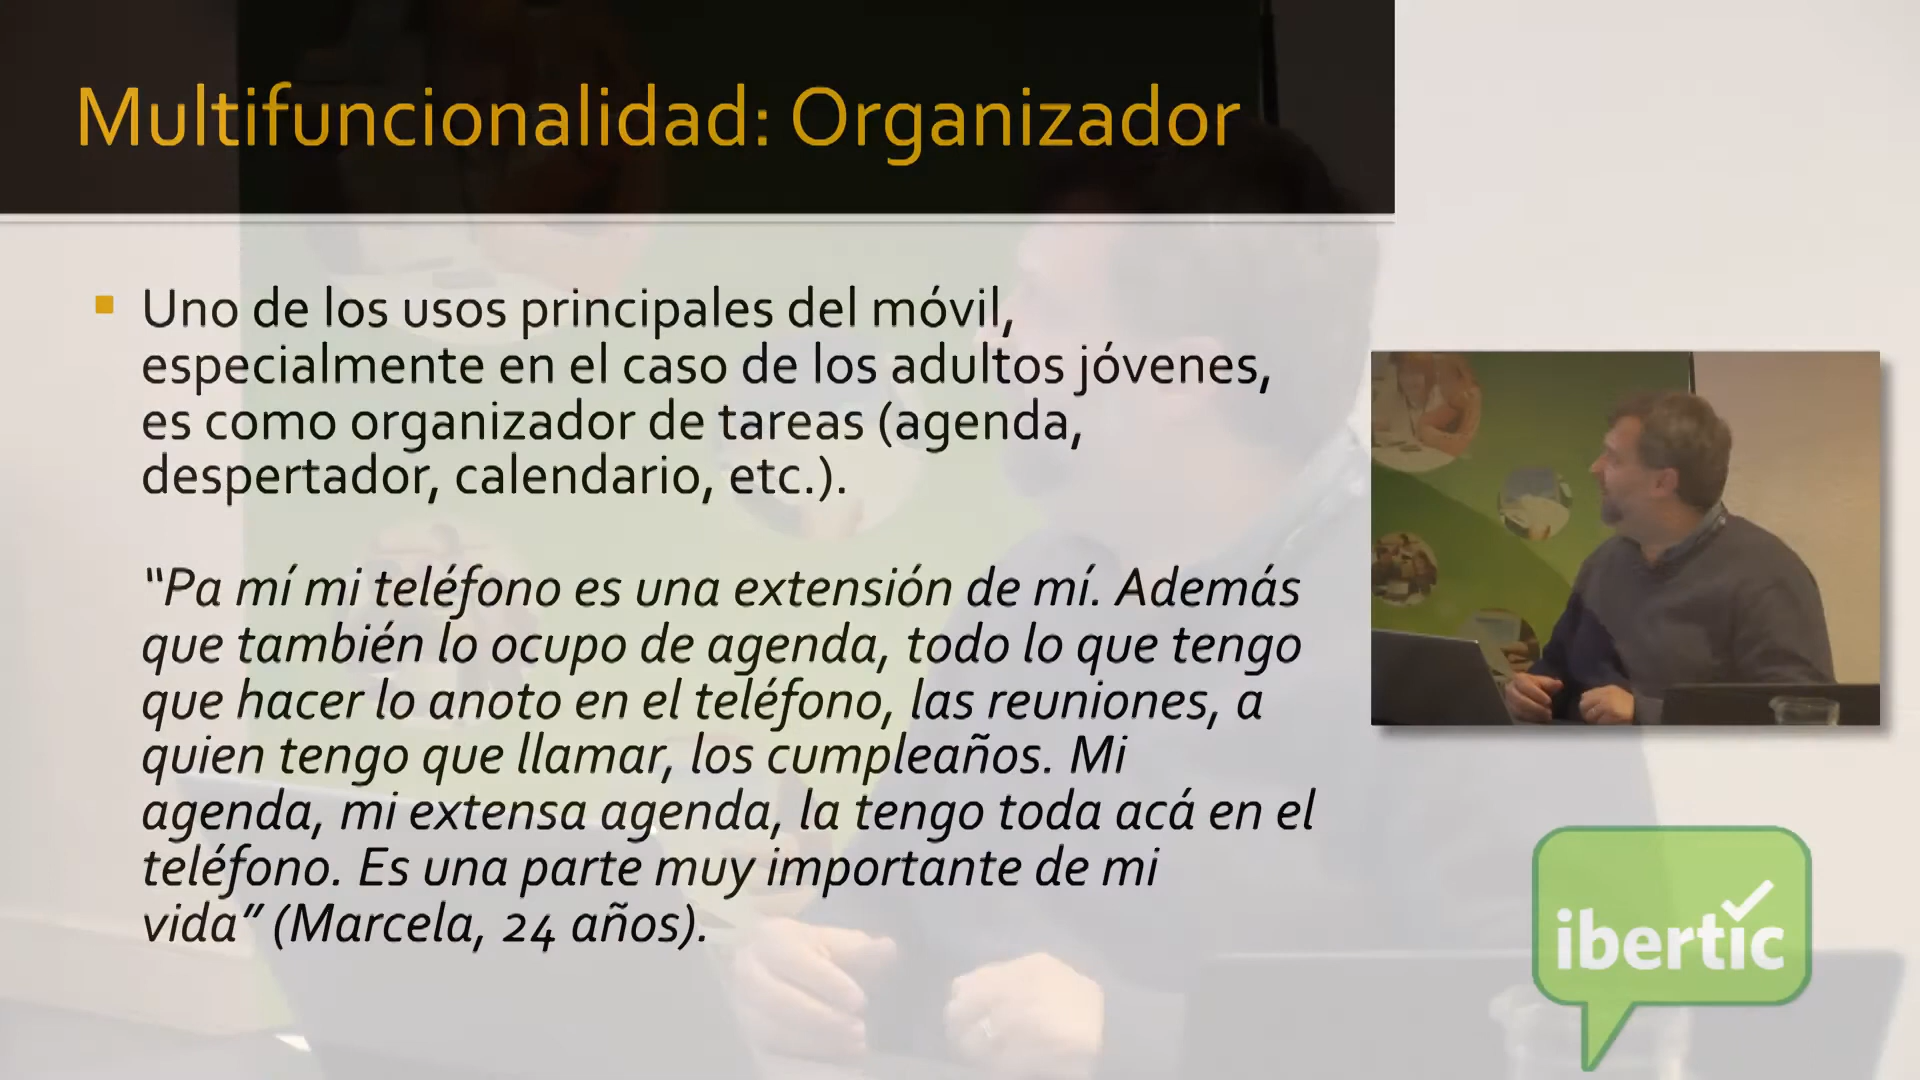 Multifuncionalidad: Organizador
Uno de los usos principales del móvil,
especialmente en el caso de los adultos jóvenes,
es como organizador de tareas (agenda,
despertador, calendario, etc.).
“Pa mí mi teléfono es una extensión de mí. Además
que también lo ocupo de agenda, todo lo que tengo
que hacer lo anoto en el teléfono, las reuniones, a
quien tengo que llamar, los cumpleaños. Mi
agenda, mi extensa agenda, la tengo toda acá en el
teléfono. Es una parte muy importante de mi
vida” (Marcela, 24 años).
ibertic